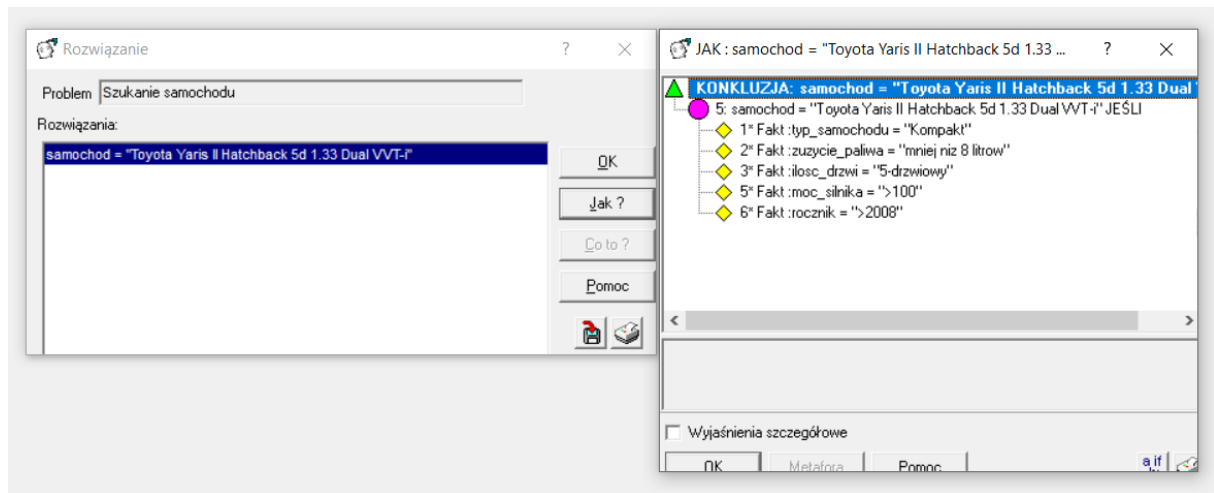 Rozwiązanie
Problem Szukanie samochodu
Rozwiązania:
samochod = "Toyota Yaris II Hatchback 5d 1.33 Dual VVT-i"
OK
Jak ?
Co to ?
Pomoc
JAK : samochod = "Toyota Yaris II Hatchback 5d 1.33 ...
KONKLUZJA: samochod = "Toyota Yaris II Hatchback 5d 1.33 Dual
5: samochod = "Toyota Yaris II Hatchback 5d 1.33 Dual VVT-i" JEŚLI
1* Fakt :typ_samochodu = "Kompakt"
2* Fakt :zuzycie_paliwa = "mniej niz 8 litrow"
3* Fakt :ilosc_drzwi = "5-drzwiowy"
5* Fakt :moc_silnika = ">100"
6* Fakt :rocznik = ">2008"
Wyjaśnienia szczegółowe
OK Metafora Pomoc
a if